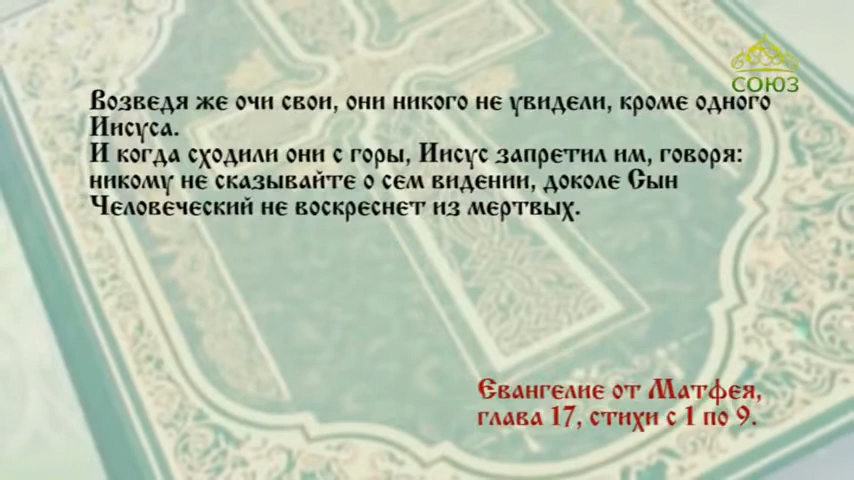 СОЮЗ
Возведя же очи свои, они никого не увидели, кроме одного
Иисуса.
И когда сходили они с горы, Иисус запретил им, говоря:
никому не сказывайте о сем видении, доколе Сын
Человеческий не воскреснет из мертвых.
Евангелие от Матфея,
глава 17, стихи с 1 по 9.